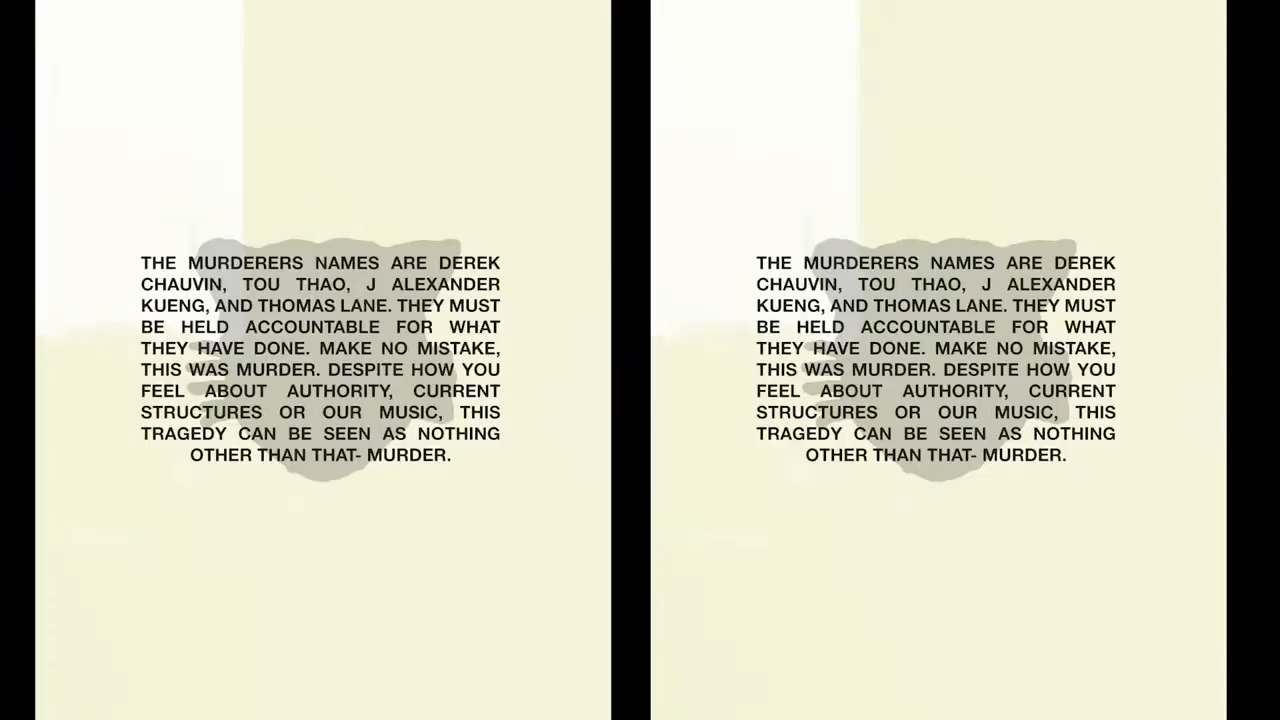 THE MURDERERS NAMES ARE DEREK
CHAUVIN, TOU THAO, J ALEXANDER
KUENG, AND THOMAS LANE. THEY MUST
BE HELD ACCOUNTABLE FOR WHAT
THEY HAVE DONE. MAKE NO MISTAKE,
THIS WAS MURDER. DESPITE HOW YOU
FEEL ABOUT AUTHORITY, CURRENT
STRUCTURES OR OUR MUSIC, THIS
TRAGEDY CAN BE SEEN AS NOTHING
OTHER THAN THAT- MURDER.
THE MURDERERS NAMES ARE DEREK
CHAUVIN, TOU THAO, J ALEXANDER
KUENG, AND THOMAS LANE. THEY MUST
BE HELD ACCOUNTABLE FOR WHAT
THEY HAVE DONE. MAKE NO MISTAKE,
THIS WAS MURDER. DESPITE HOW YOU
FEEL ABOUT AUTHORITY, CURRENT
STRUCTURES OR OUR MUSIC, THIS
TRAGEDY CAN BE SEEN AS NOTHING
OTHER THAN THAT- MURDER.